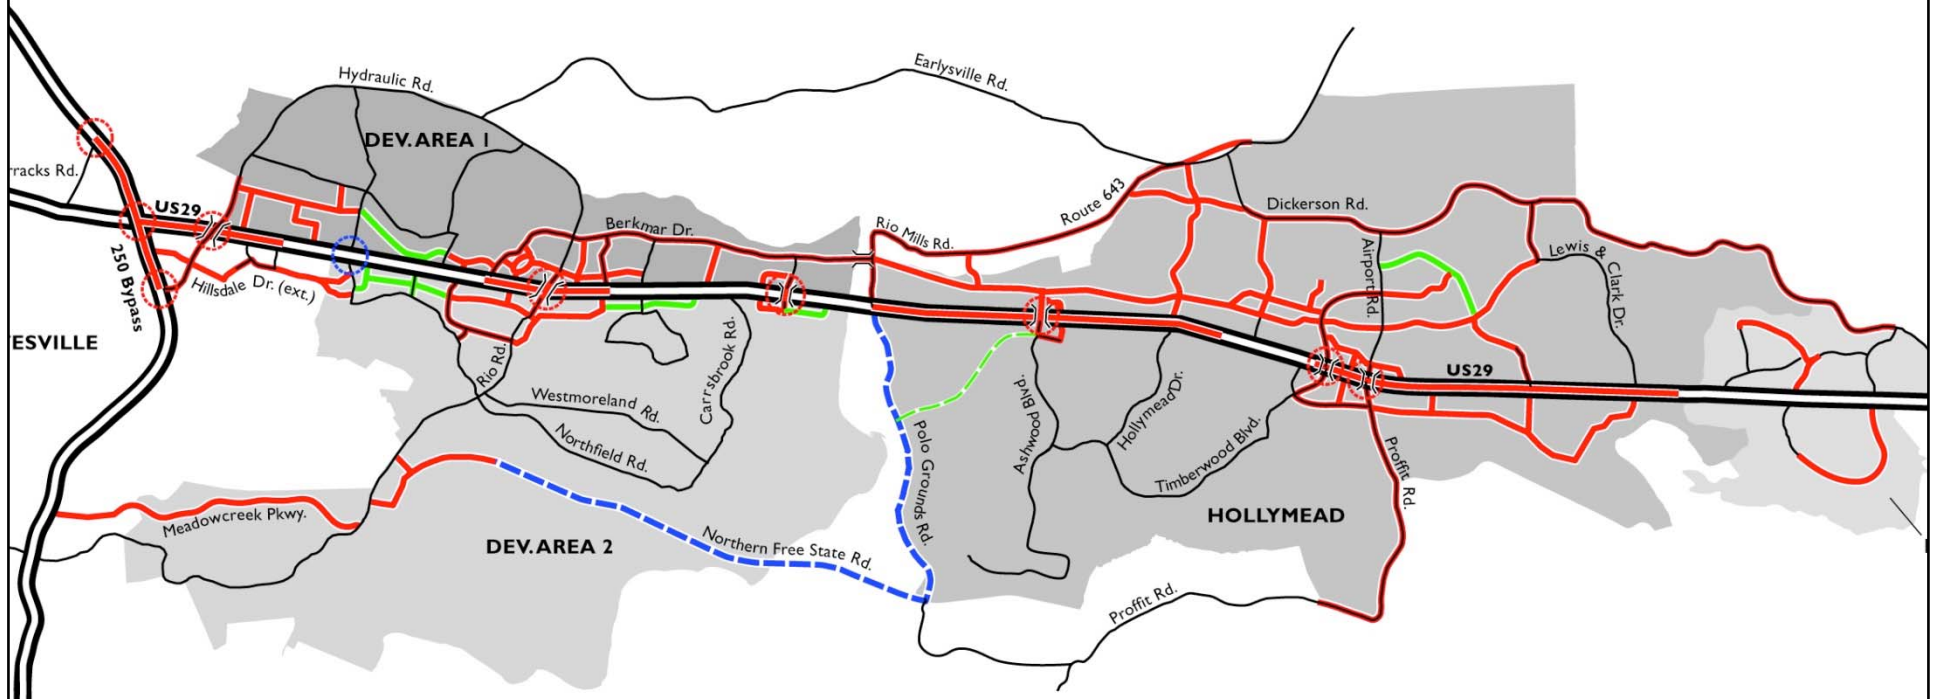 Hydraulic Rd.
Earlysville Rd.
DEV. AREA 1
rracks Rd.
US29
Berkmar Dr.
Rio Mills Rd.
Route 643
Dickerson Rd.
Airport Rd.
Lewis & Clark Dr.
250 Bypass
Hillsdale Dr. (ext.)
ESVILLE
Rio Rd.
Westmoreland Rd.
Carrsbrook Rd.
Northfield Rd.
Polo Grounds Rd.
Ashwood Blvd.
Hollymead Dr.
Timberwood Blvd.
US29
Proffit Rd.
Meadowcreek Pkwy.
DEV. AREA 2
Northern Free State Rd.
HOLLYMEAD
Proffit Rd.